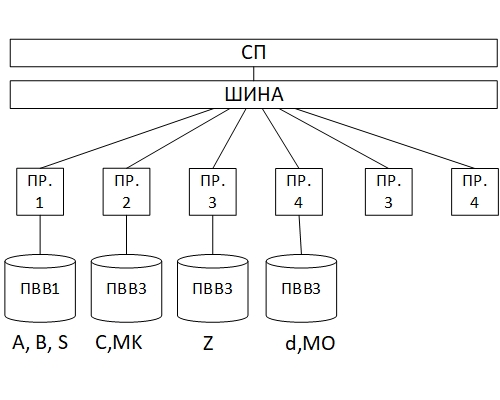 СП
ШИНА
ПР. 1
ПР. 2
ПР. 3
ПР. 4
ПР. 3
ПР. 4
ПВВ1
ПВВ3
ПВВ3
ПВВ3
A, B, S
C,MK
Z
d,MO